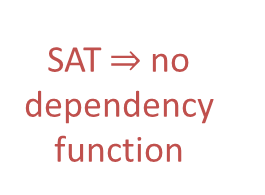 SAT ⇒ no
dependency
function